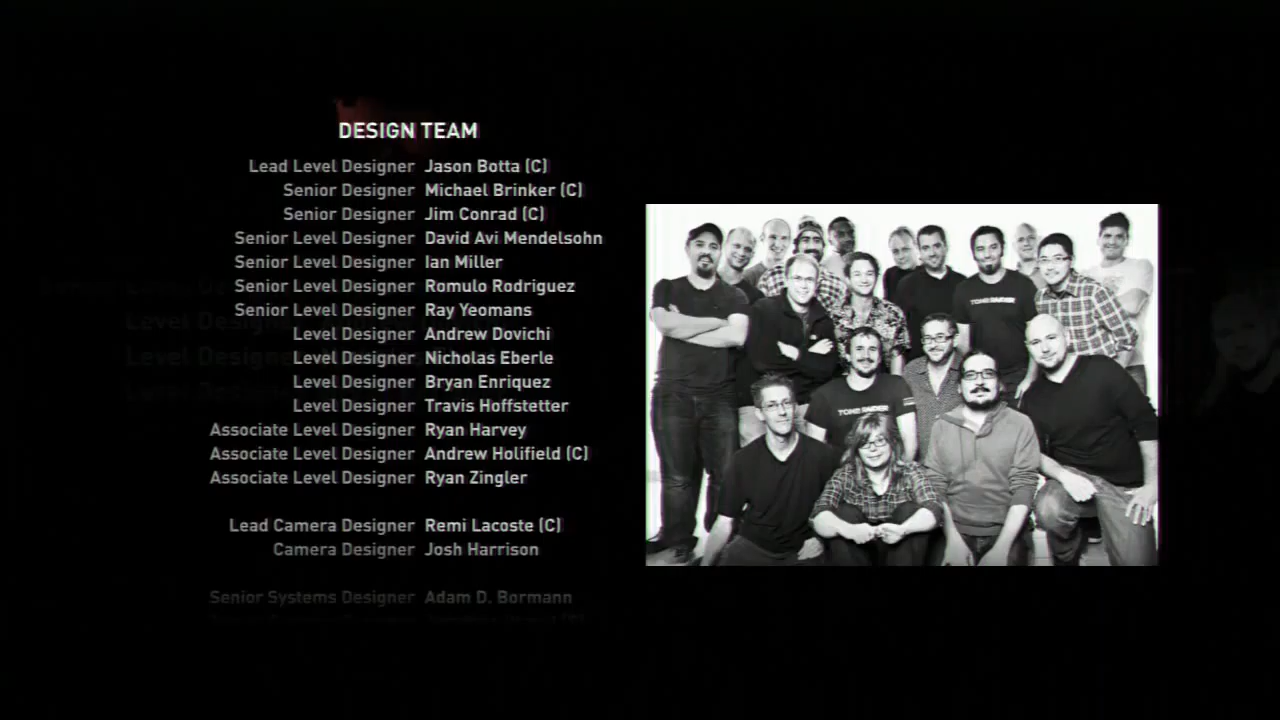 DESIGN TEAM
Lead Level Designer Jason Botta (C)
Senior Designer Michael Brinker (C)
Senior Designer Jim Conrad (C)
Senior Level Designer David Avi Mendelsohn
Senior Level Designer Ian Miller
Senior Level Designer Romulo Rodriguez
Senior Level Designer Ray Yeomans
Level Designer Andrew Dovichi
Level Designer Nicholas Eberle
Level Designer Bryan Enriquez
Level Designer Travis Hoffstetter
Associate Level Designer Ryan Harvey
Associate Level Designer Andrew Holifield (C)
Associate Level Designer Ryan Zingler
Lead Camera Designer Remi Lacoste (C)
Camera Designer Josh Harrison
Senior Systems Designer Adam D. Bormann
TOMB RAIDER
TOMB RAIDER